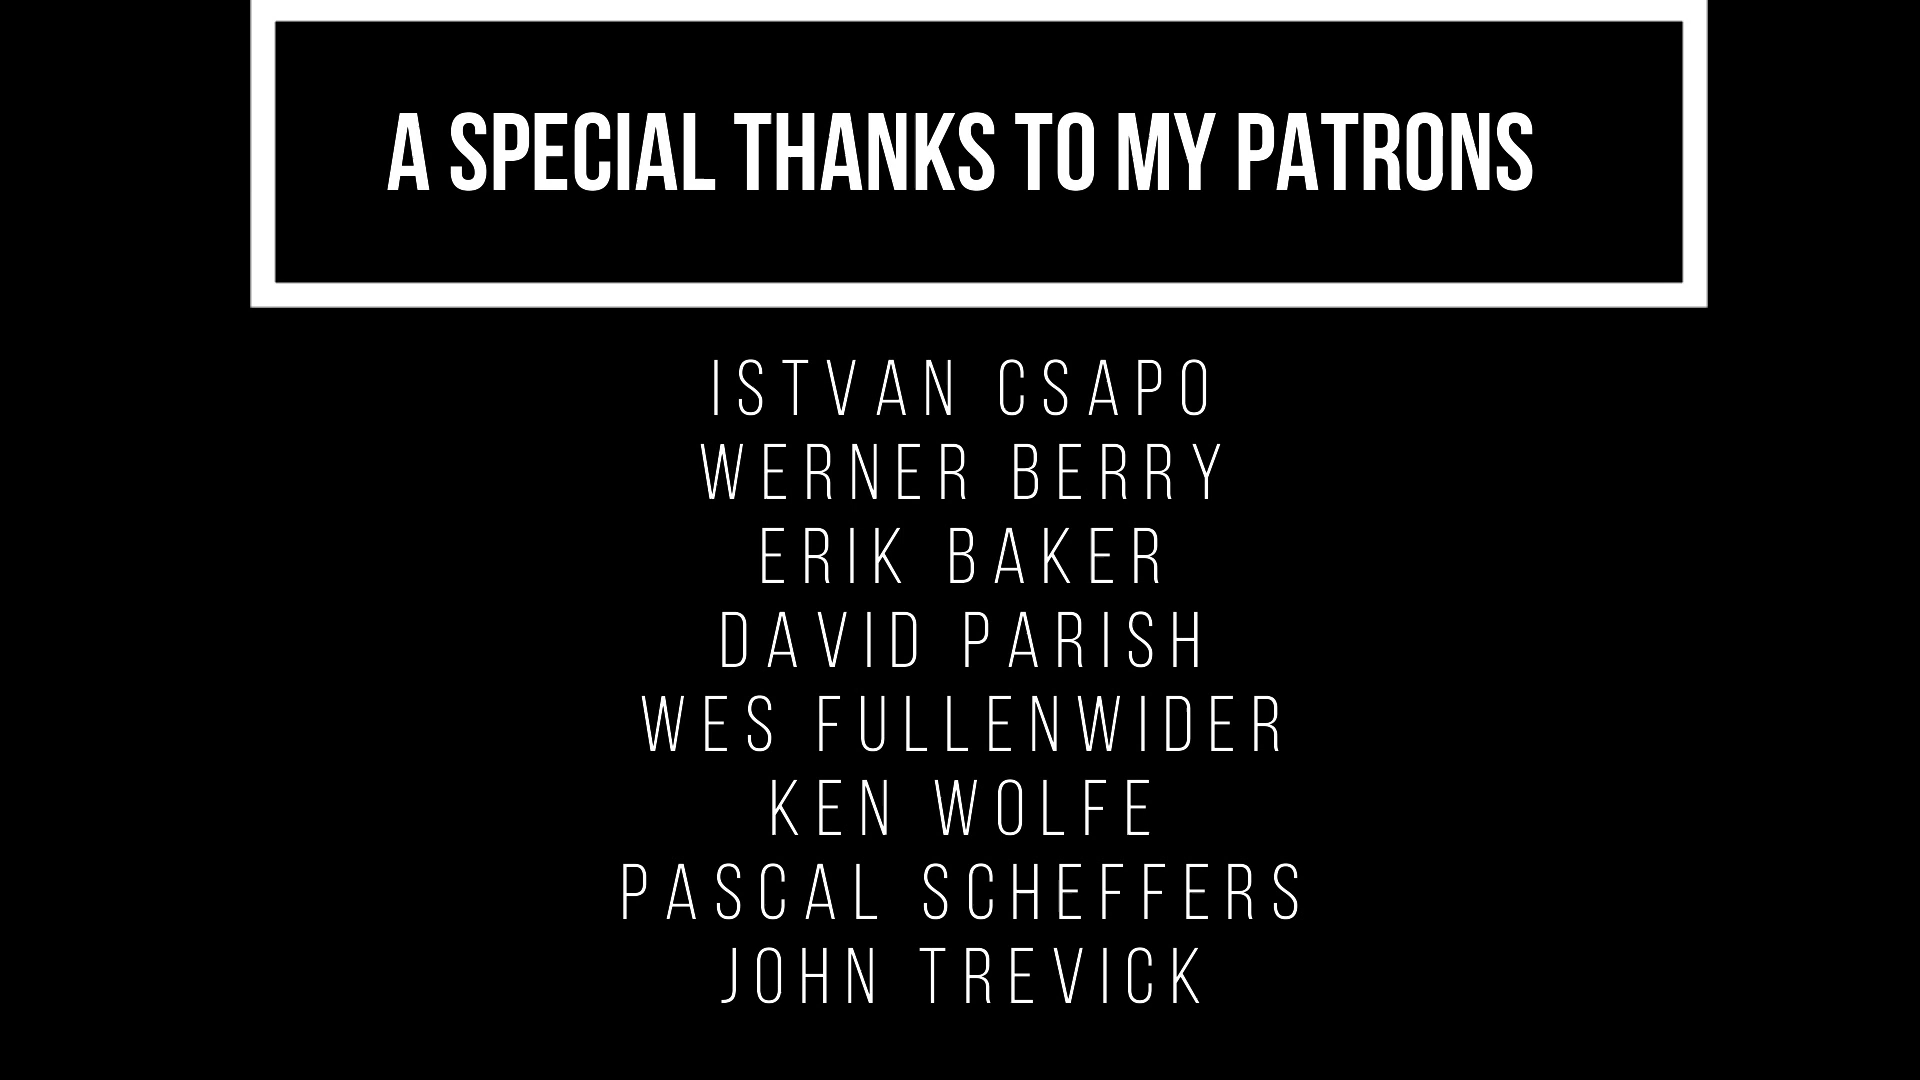 A SPECIAL THANKS TO MY PATRONS
ISTVAN CSAPO
WERNER BERRY
ERIK BAKER
DAVID PARISH
WES FULLENWIDER
KEN WOLFE
PASCAL SCHEFFERS
JOHN TREVICK